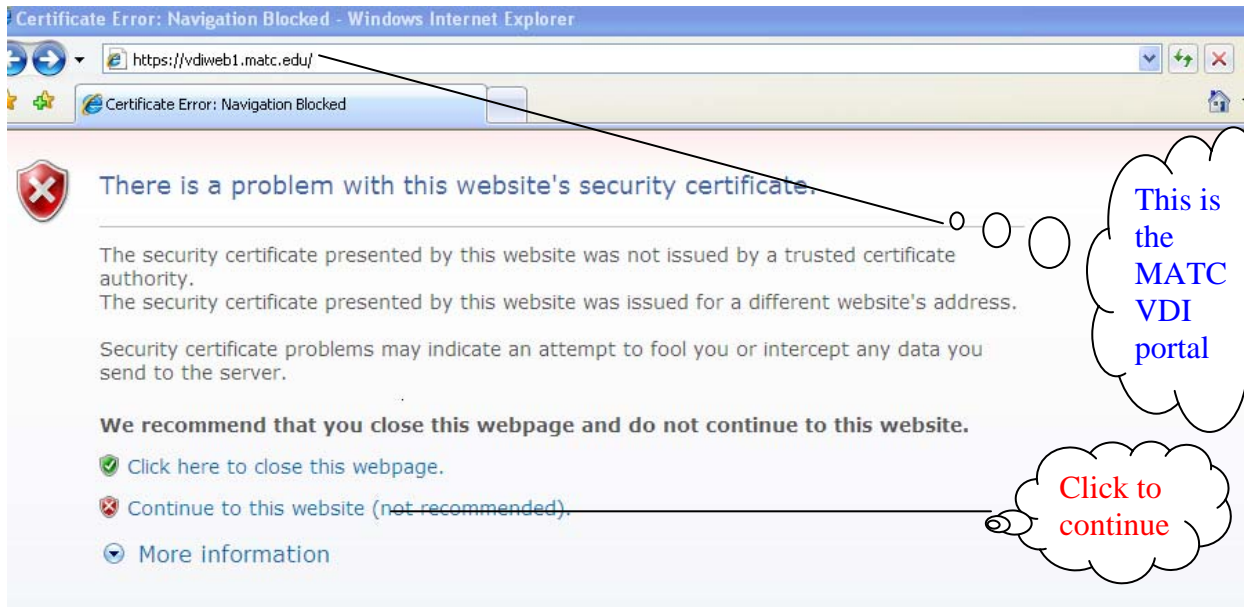 Certificate Error: Navigation Blocked - Windows Internet Explorer
https://vdiweb1.matc.edu/
Certificate Error: Navigation Blocked
There is a problem with this website's security certificate.
The security certificate presented by this website was not issued by a trusted certificate
authority.
The security certificate presented by this website was issued for a different website's address.
Security certificate problems may indicate an attempt to fool you or intercept any data you
send to the server.
We recommend that you close this webpage and do not continue to this website.
Click here to close this webpage.
Continue to this website (not recommended).
More information
This is
the
MATC
VDI
portal
Click to
continue